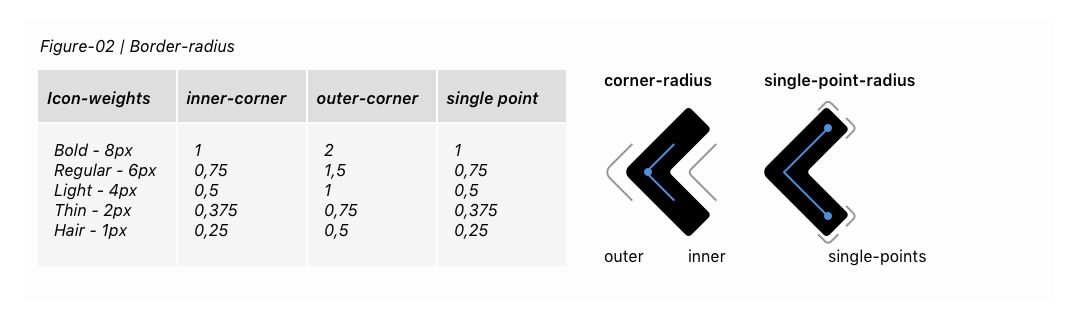 Figure-02 | Border-radius
Icon-weights inner-corner outer-corner single point
Bold - 8px 1 2 1
Regular - 6px 0,75 1,5 0,75
Light - 4px 0,5 1 0,5
Thin - 2px 0,375 0,75 0,375
Hair - 1px 0,25 0,5 0,25
corner-radius single-point-radius
outer inner single-points